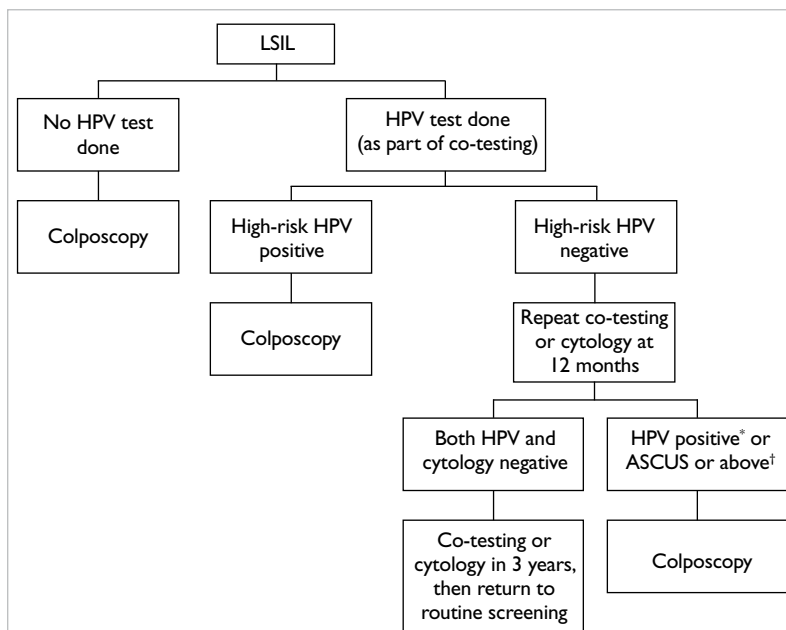 LSIL
No HPV test
done
HPV test done
(as part of co-testing)
Colposcopy
High-risk HPV
positive
High-risk HPV
negative
Colposcopy
Repeat co-testing
or cytology at
12 months
Both HPV and
cytology negative
HPV positive* or
ASCUS or above†
Co-testing or
cytology in 3 years,
then return to
routine screening
Colposcopy